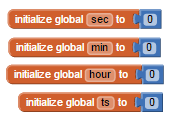 initialize global sec to 0
initialize global min to 0
initialize global hour to 0
initialize global ts to 0